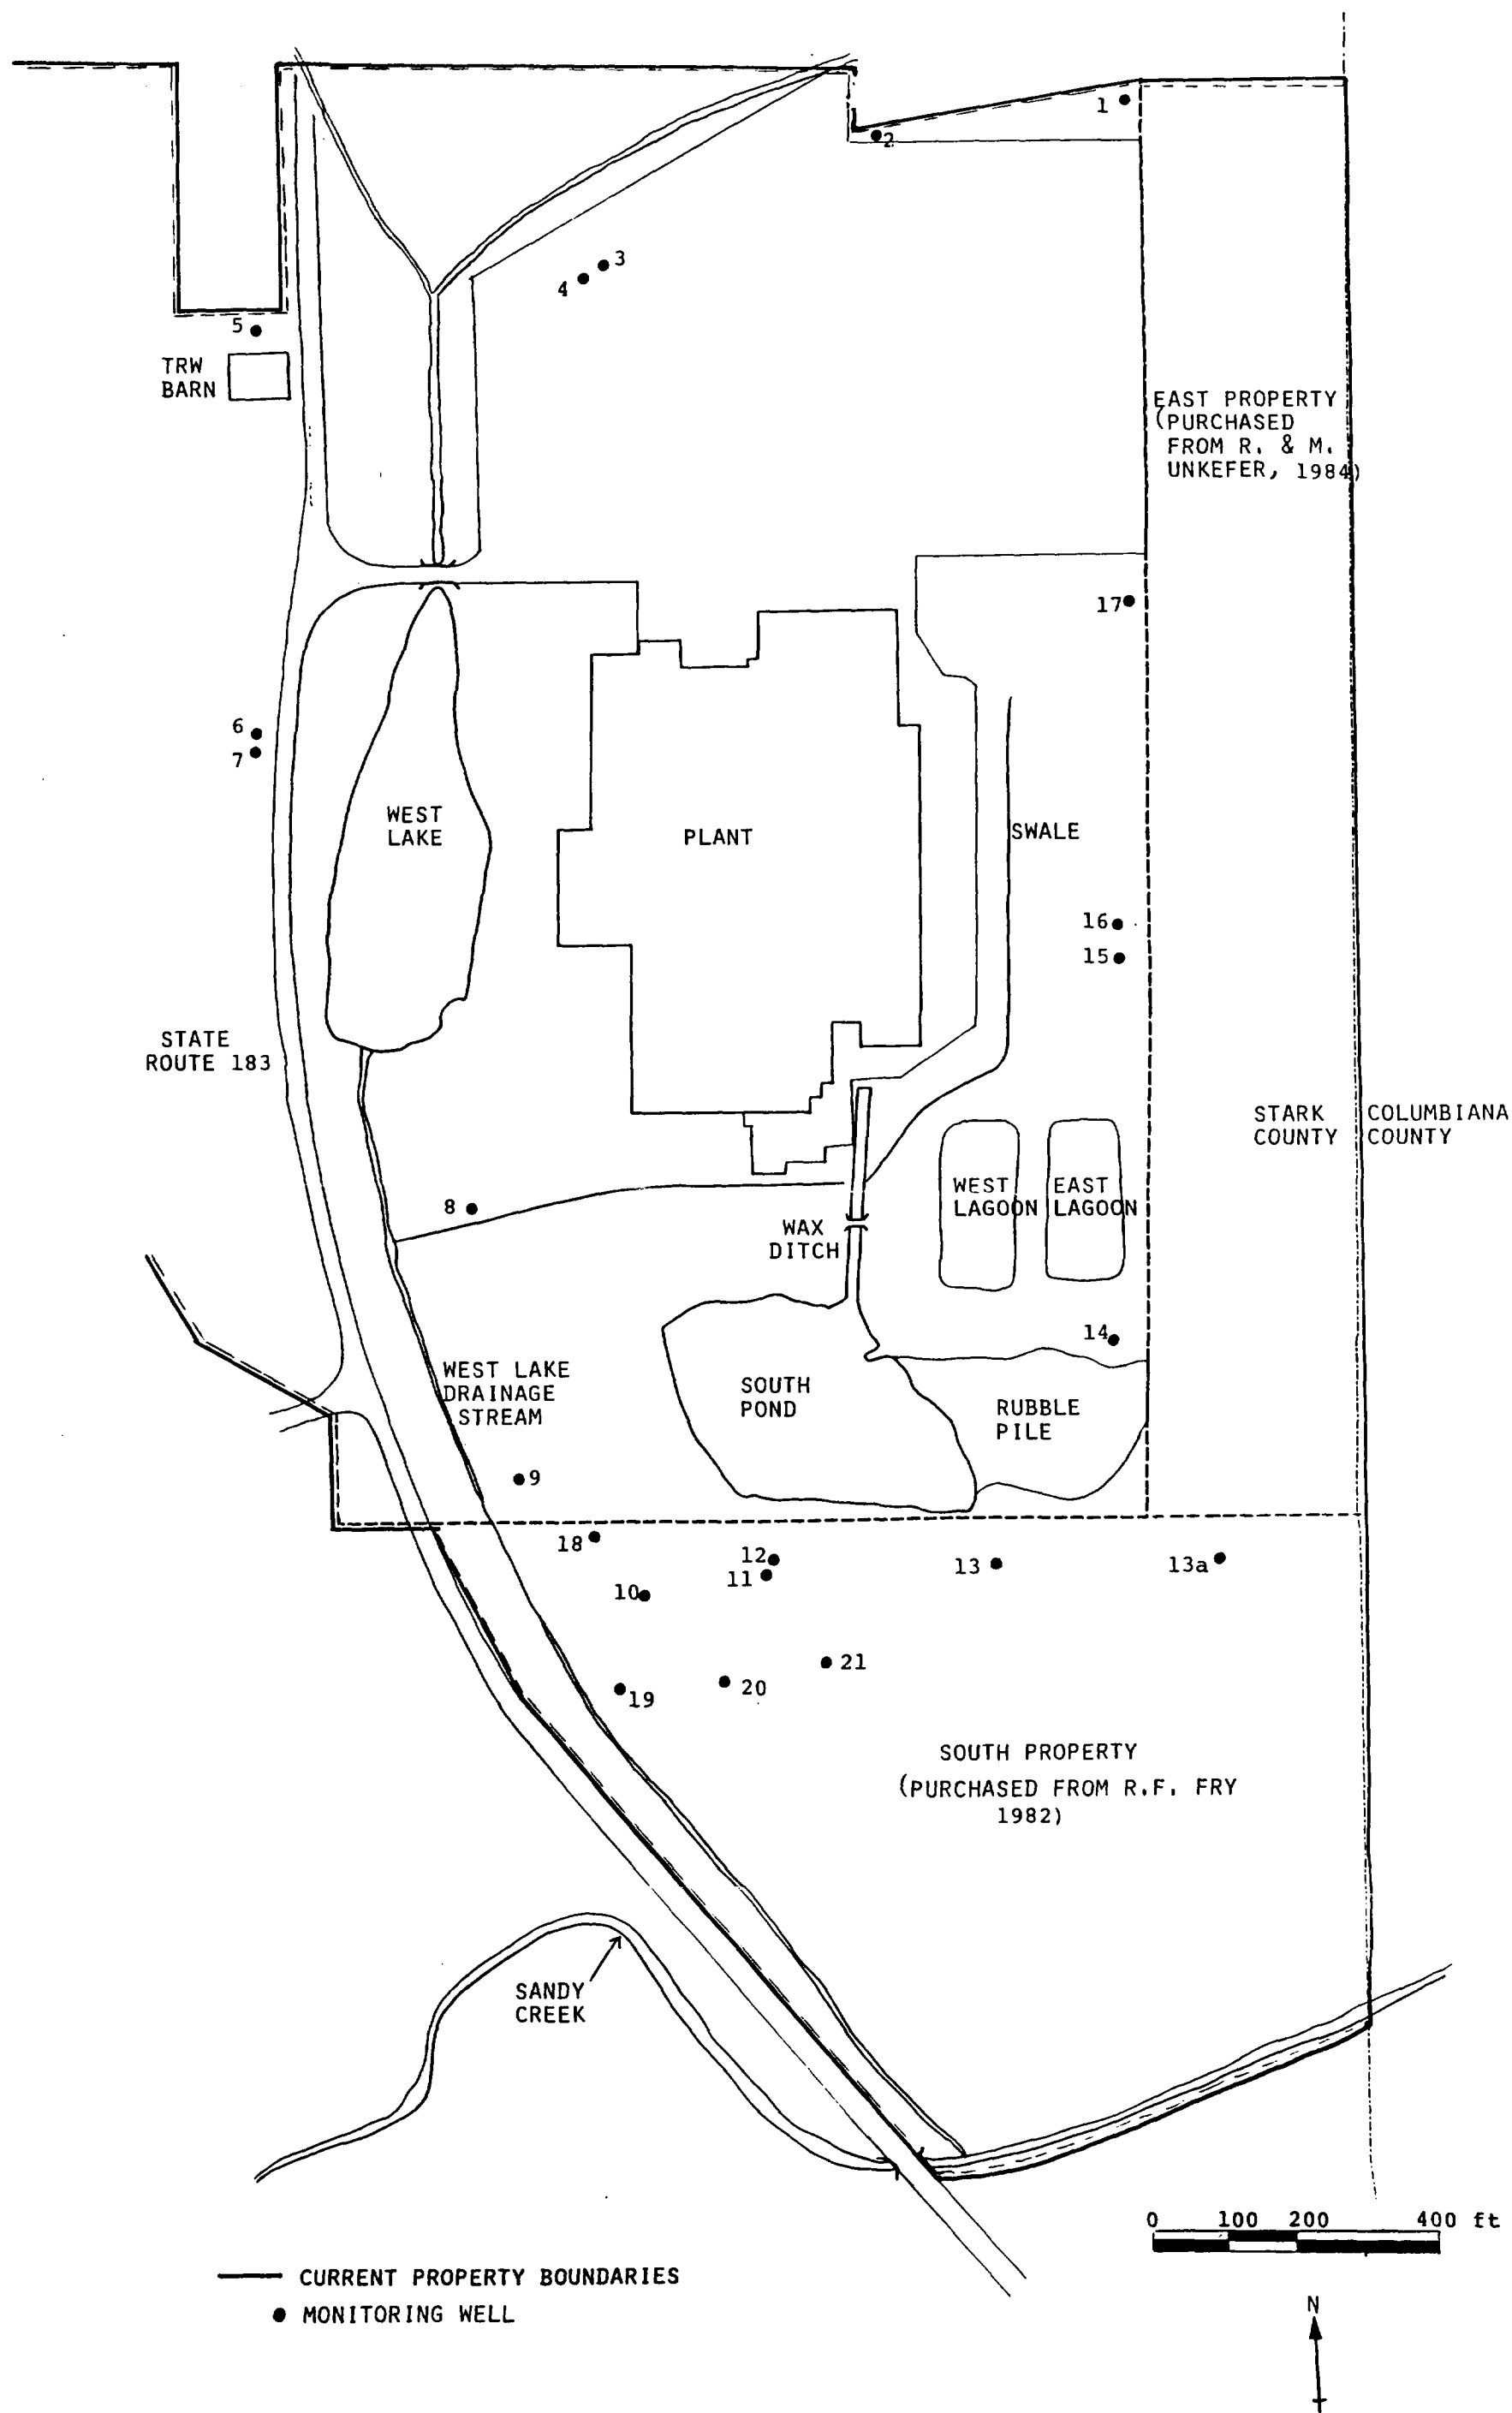 1
2
3
4
5
TRW
BARN
EAST PROPERTY
(PURCHASED
FROM R. & M.
UNKEFER, 1984)
17
6
7
WEST
LAKE
PLANT
SWALE
16
15
STATE
ROUTE 183
STARK
COUNTY
COLUMBIANA
COUNTY
8
WEST
LAGOON
EAST
LAGOON
WAX
DITCH
14
WEST LAKE
DRAINAGE
STREAM
SOUTH
POND
RUBBLE
PILE
9
18
12
11
13
13a
10
21
20
19
SOUTH PROPERTY
(PURCHASED FROM R.F. FRY
1982)
SANDY
CREEK
0 100 200 400 ft
CURRENT PROPERTY BOUNDARIES
MONITORING WELL
N